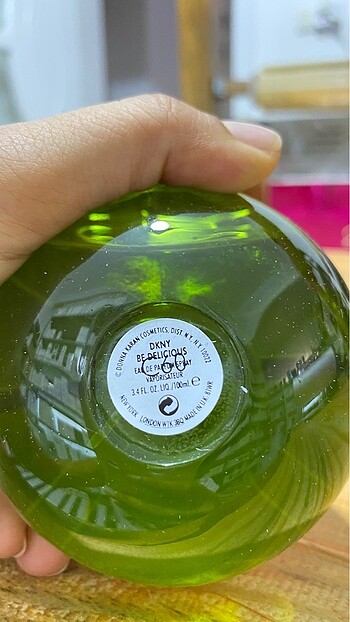 © DONNA KARAN COSMETICS, DIST. N.Y., N.Y. 10022
DKNY
BE DELICIOUS
EAU DE PARFUM SPRAY
VAPORISATEUR
3.4 FL. OZ. LIQ./100ml ℮
NEW YORK LONDON W1K 3BQ MADE IN U.K.